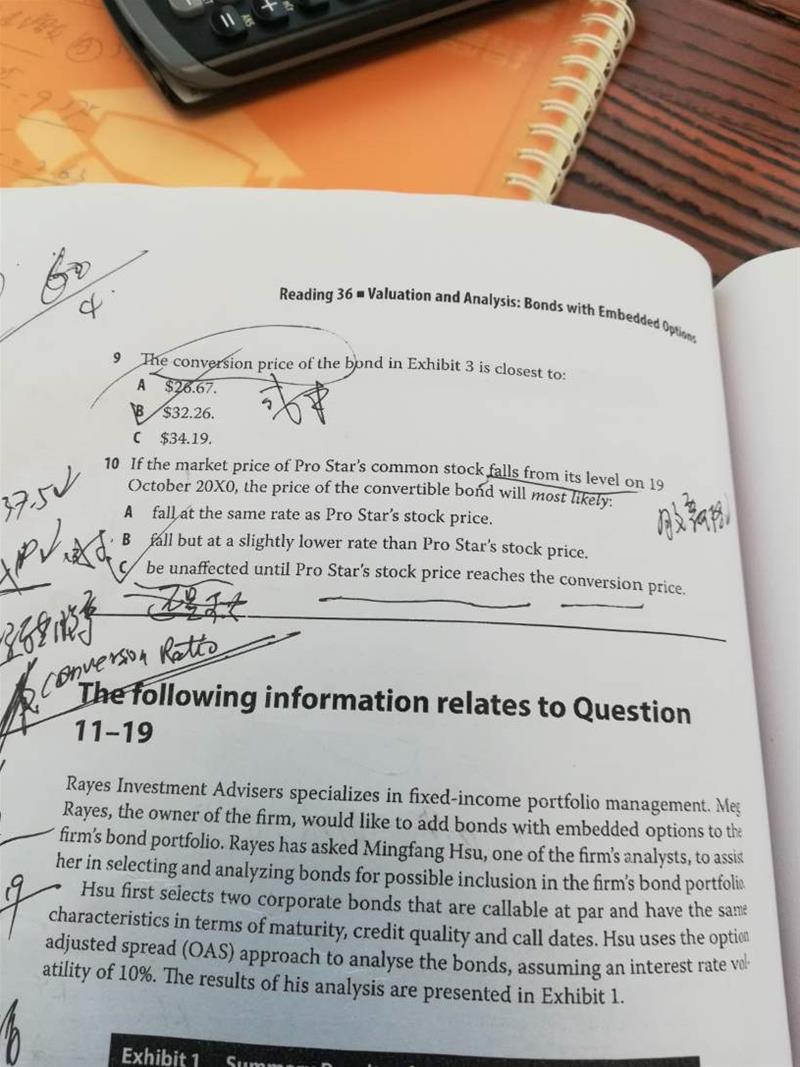 Reading 36 ■ Valuation and Analysis: Bonds with Embedded Options
9 The conversion price of the bond in Exhibit 3 is closest to:
A $26.67.
B $32.26.
C $34.19.
10 If the market price of Pro Star's common stock falls from its level on 19
October 20X0, the price of the convertible bond will most likely:
37.5
A fall at the same rate as Pro Star's stock price.
B fall but at a slightly lower rate than Pro Star's stock price.
C be unaffected until Pro Star's stock price reaches the conversion price.
Conversion Ratio
The following information relates to Question
11–19
Rayes Investment Advisers specializes in fixed-income portfolio management. Meg
Rayes, the owner of the firm, would like to add bonds with embedded options to the
firm's bond portfolio. Rayes has asked Mingfang Hsu, one of the firm's analysts, to assist
her in selecting and analyzing bonds for possible inclusion in the firm's bond portfolio.
Hsu first selects two corporate bonds that are callable at par and have the same
characteristics in terms of maturity, credit quality and call dates. Hsu uses the option
adjusted spread (OAS) approach to analyse the bonds, assuming an interest rate vol-
atility of 10%. The results of his analysis are presented in Exhibit 1.
Exhibit 1